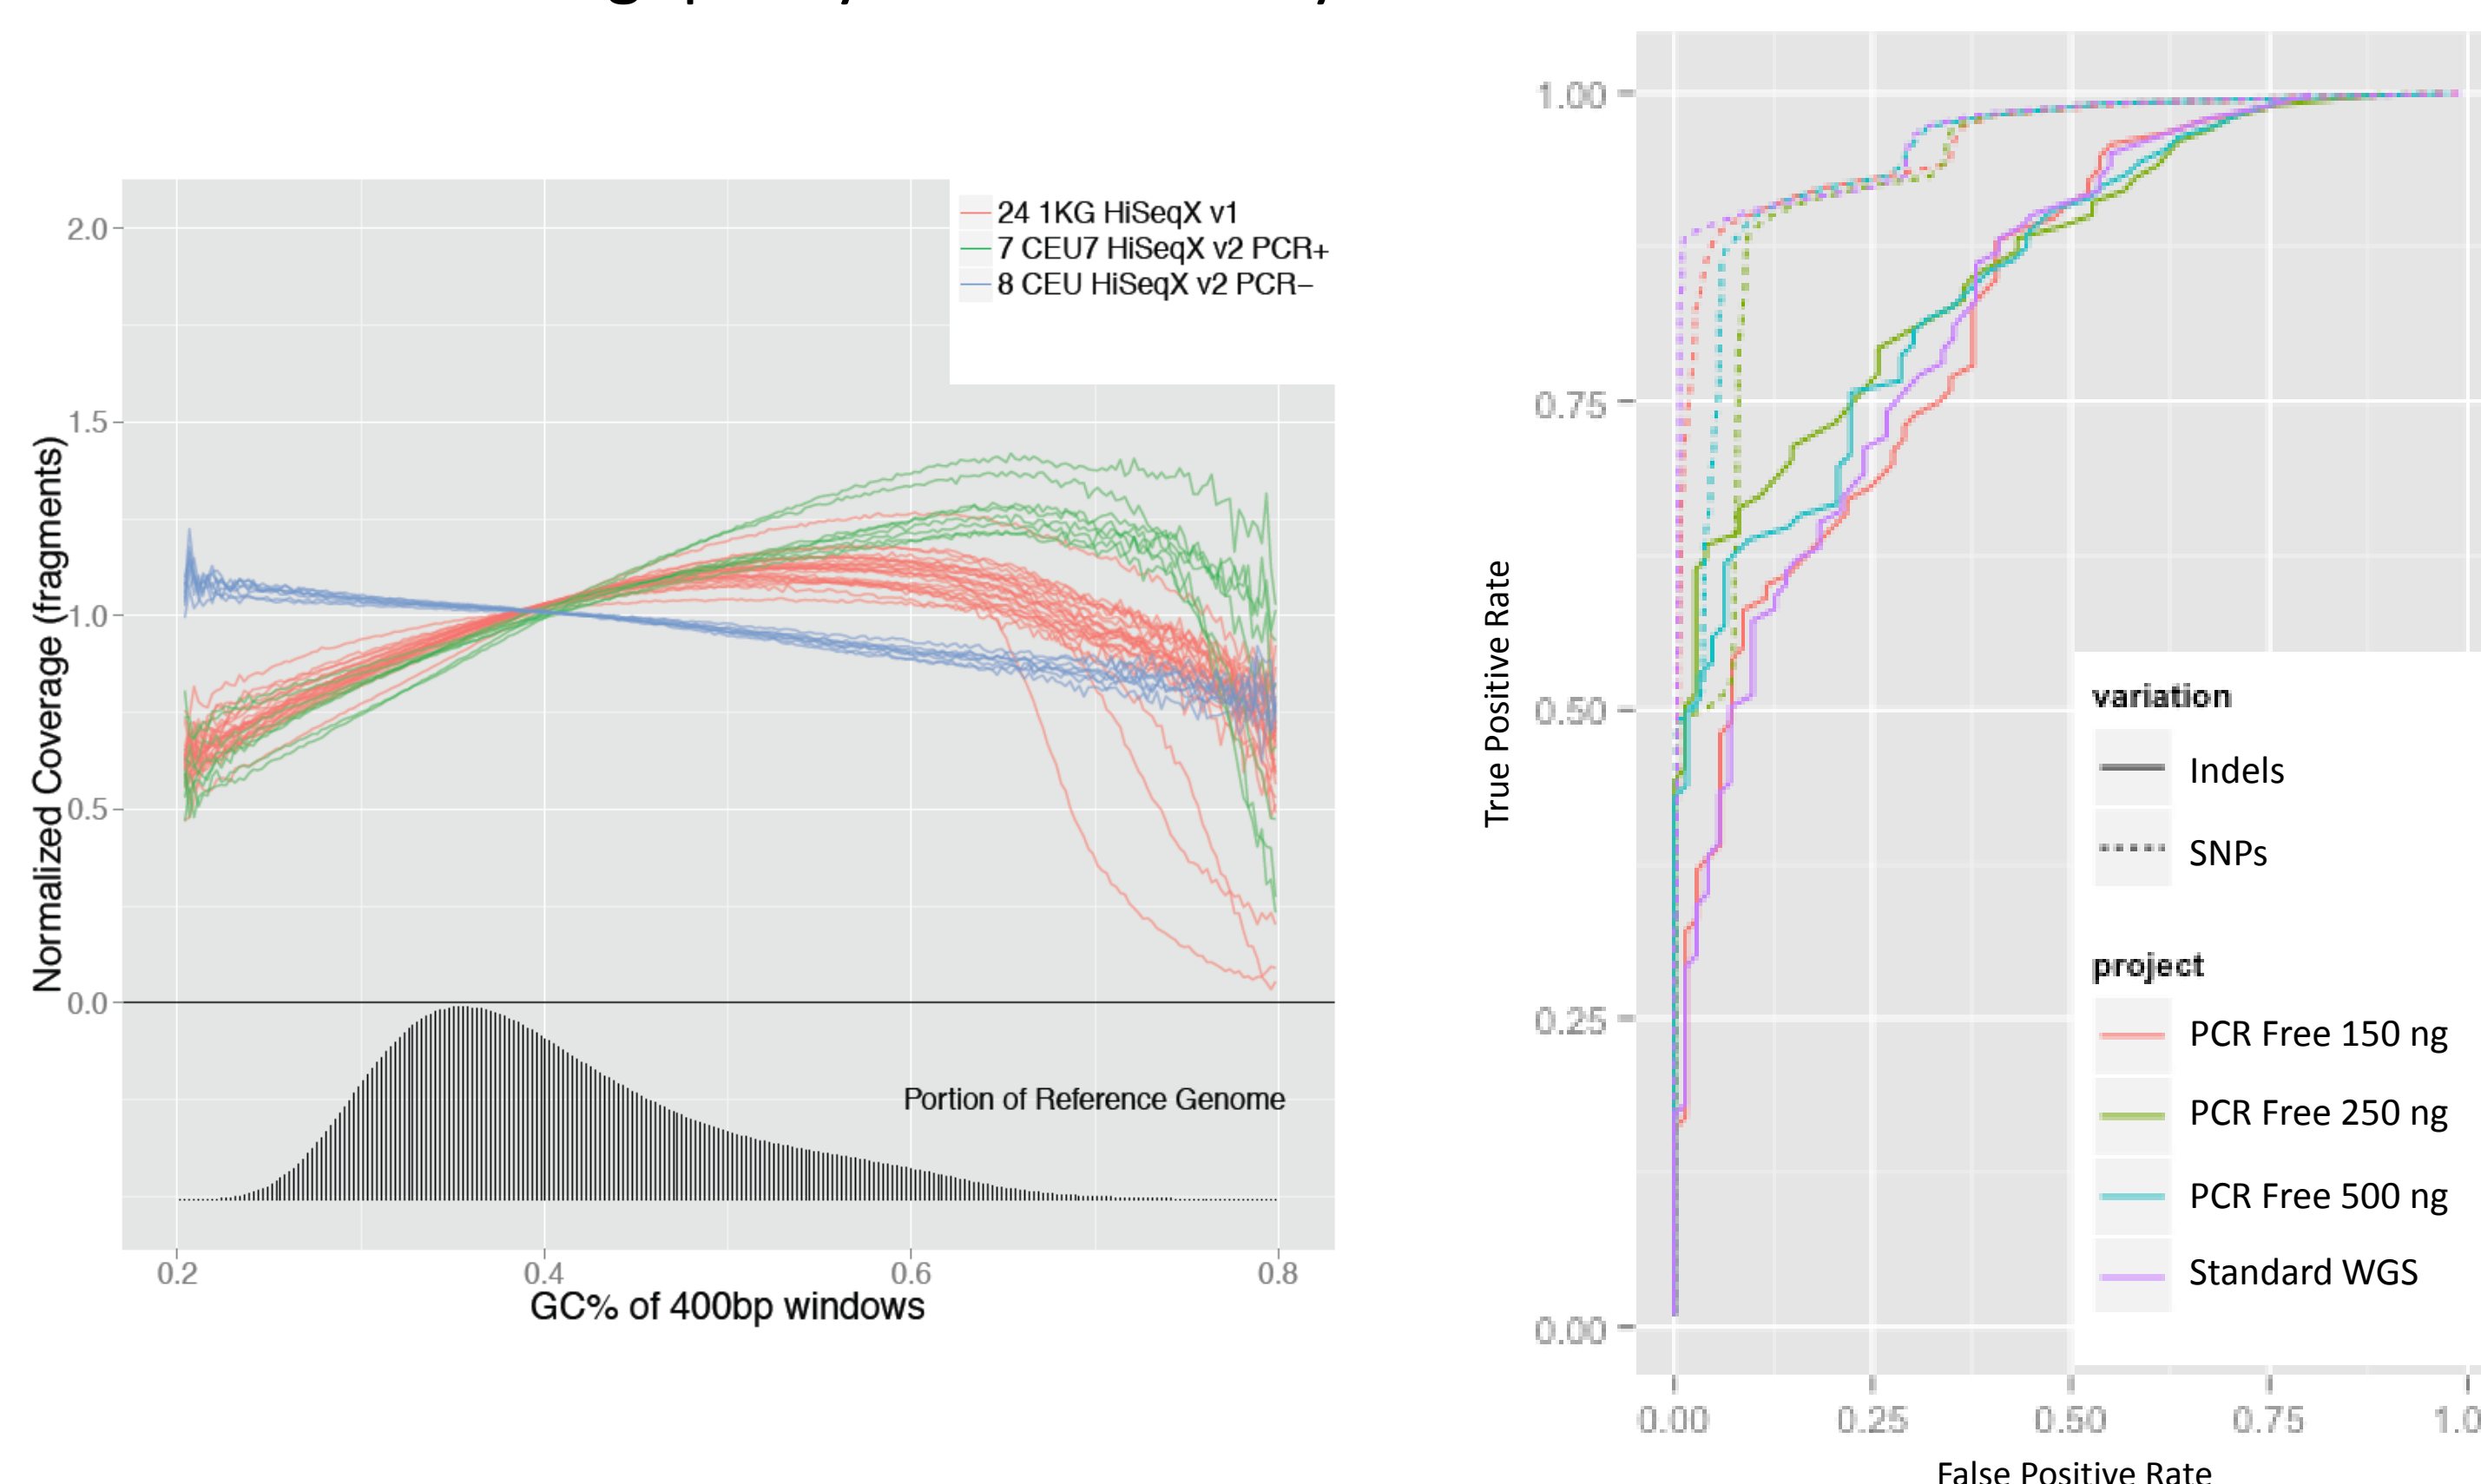 24 1KG HiSeqX v1
7 CEU7 HiSeqX v2 PCR+
8 CEU HiSeqX v2 PCR−
Normalized Coverage (fragments)
2.0
1.5
1.0
0.5
0.0
Portion of Reference Genome
0.2 0.4 0.6 0.8
GC% of 400bp windows
True Positive Rate
1.00
0.75
0.50
0.25
0.00
variation
Indels
SNPs
project
PCR Free 150 ng
PCR Free 250 ng
PCR Free 500 ng
Standard WGS
0.00 0.25 0.50 0.75 1.0
False Positive Rate